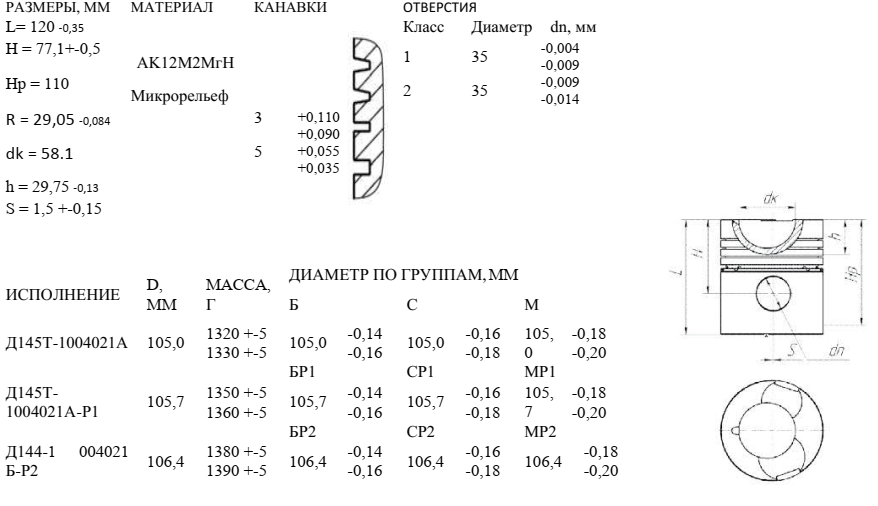 РАЗМЕРЫ, ММ МАТЕРИАЛ КАНАВКИ ОТВЕРСТИЯ
L= 120 -0,35 Класс Диаметр dn, мм
H = 77,1+-0,5 -0,004
АК12М2МгН 1 35 -0,009
Hp = 110 -0,009
Микрорельеф 2 35 -0,014
R = 29,05 -0,084 3 +0,110
+0,090
dk = 58.1 5 +0,055
+0,035
h = 29,75 -0,13
S = 1,5 +-0,15
dк
h
H
L
Hр
S dп
ИСПОЛНЕНИЕ D, ММ МАССА, Г ДИАМЕТР ПО ГРУППАМ, ММ
Б С М
Д145Т-1004021А 105,0 1320 +-5 105,0 -0,14 105,0 -0,16 105, -0,18
1330 +-5 -0,16 -0,18 0 -0,20
БР1 СР1 МР1
Д145Т- 105,7 1350 +-5 105,7 -0,14 105,7 -0,16 105, -0,18
1004021А-Р1 1360 +-5 -0,16 -0,18 7 -0,20
БР2 СР2 МР2
Д144-1 004021 106,4 1380 +-5 106,4 -0,14 106,4 -0,16 106,4 -0,18
Б-Р2 1390 +-5 -0,16 -0,18 -0,20